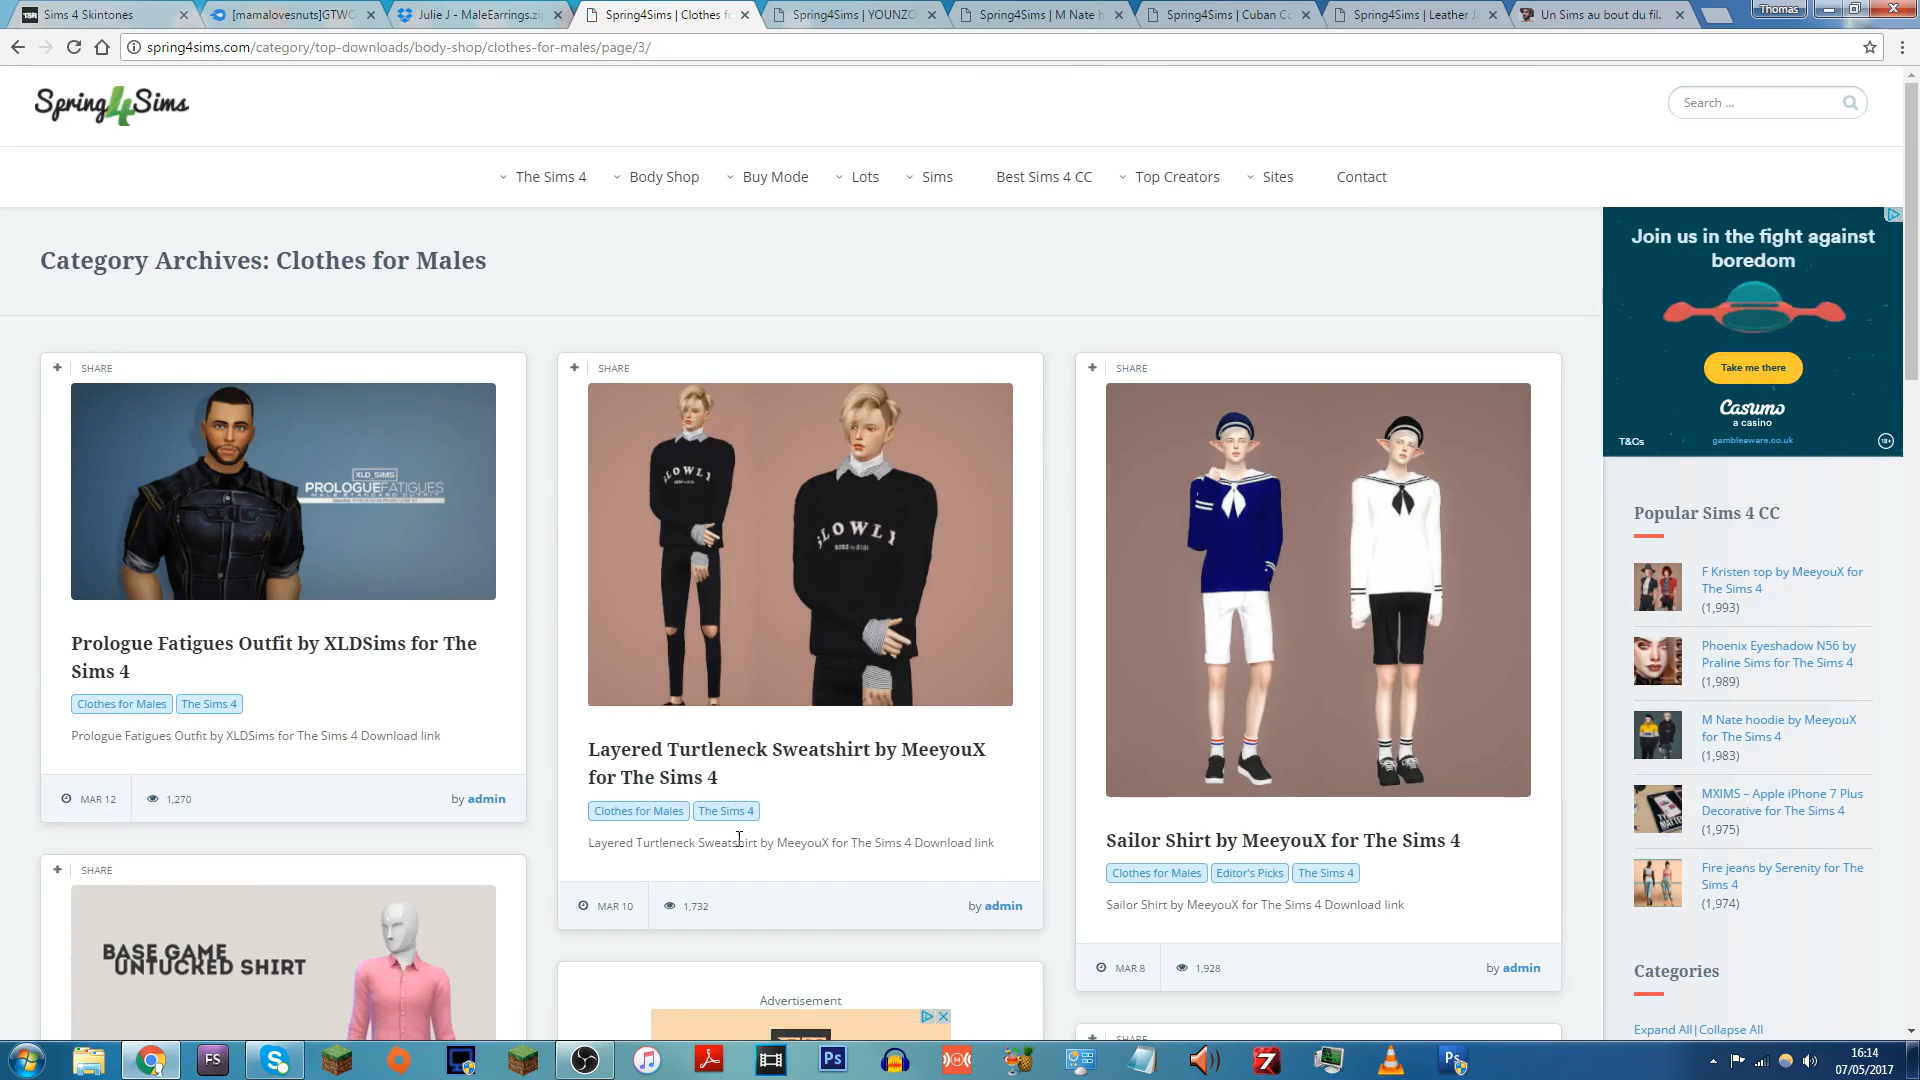 Sims 4 Skintones
[mamalovesnuts]GTWC
Julie J - MaleEarrings.zi
Spring4Sims | Clothes f
Spring4Sims | YOUNZO
Spring4Sims | M Nate h
Spring4Sims | Cuban C
Spring4Sims | Leather J
Un Sims au bout du fil.
Thomas
spring4sims.com/category/top-downloads/body-shop/clothes-for-males/page/3/
Spring4Sims
Search ...
The Sims 4
Body Shop
Buy Mode
Lots
Sims
Best Sims 4 CC
Top Creators
Sites
Contact
Category Archives: Clothes for Males
Join us in the fight against
boredom
Take me there
Casumo
a casino
T&Cs
gambleaware.co.uk
18+
SHARE
XLD_SIMS
PROLOGUEFATIGUES
Prologue Fatigues Outfit by XLDSims for The
Sims 4
Clothes for Males
The Sims 4
Prologue Fatigues Outfit by XLDSims for The Sims 4 Download link
MAR 12
1,270
by admin
SHARE
BASE GAME
UNTUCKED SHIRT
SHARE
Layered Turtleneck Sweatshirt by MeeyouX
for The Sims 4
Clothes for Males
The Sims 4
Layered Turtleneck Sweatshirt by MeeyouX for The Sims 4 Download link
MAR 10
1,732
by admin
Advertisement
SHARE
Sailor Shirt by MeeyouX for The Sims 4
Clothes for Males
Editor's Picks
The Sims 4
Sailor Shirt by MeeyouX for The Sims 4 Download link
MAR 8
1,928
by admin
SHARE
Popular Sims 4 CC
F Kristen top by MeeyouX for
The Sims 4
(1,993)
Phoenix Eyeshadow N56 by
Praline Sims for The Sims 4
(1,989)
M Nate hoodie by MeeyouX
for The Sims 4
(1,983)
MXIMS – Apple iPhone 7 Plus
Decorative for The Sims 4
(1,975)
Fire jeans by Serenity for The
Sims 4
(1,974)
Categories
Expand All|Collapse All
FS
Ps
Ps
16:14
07/05/2017